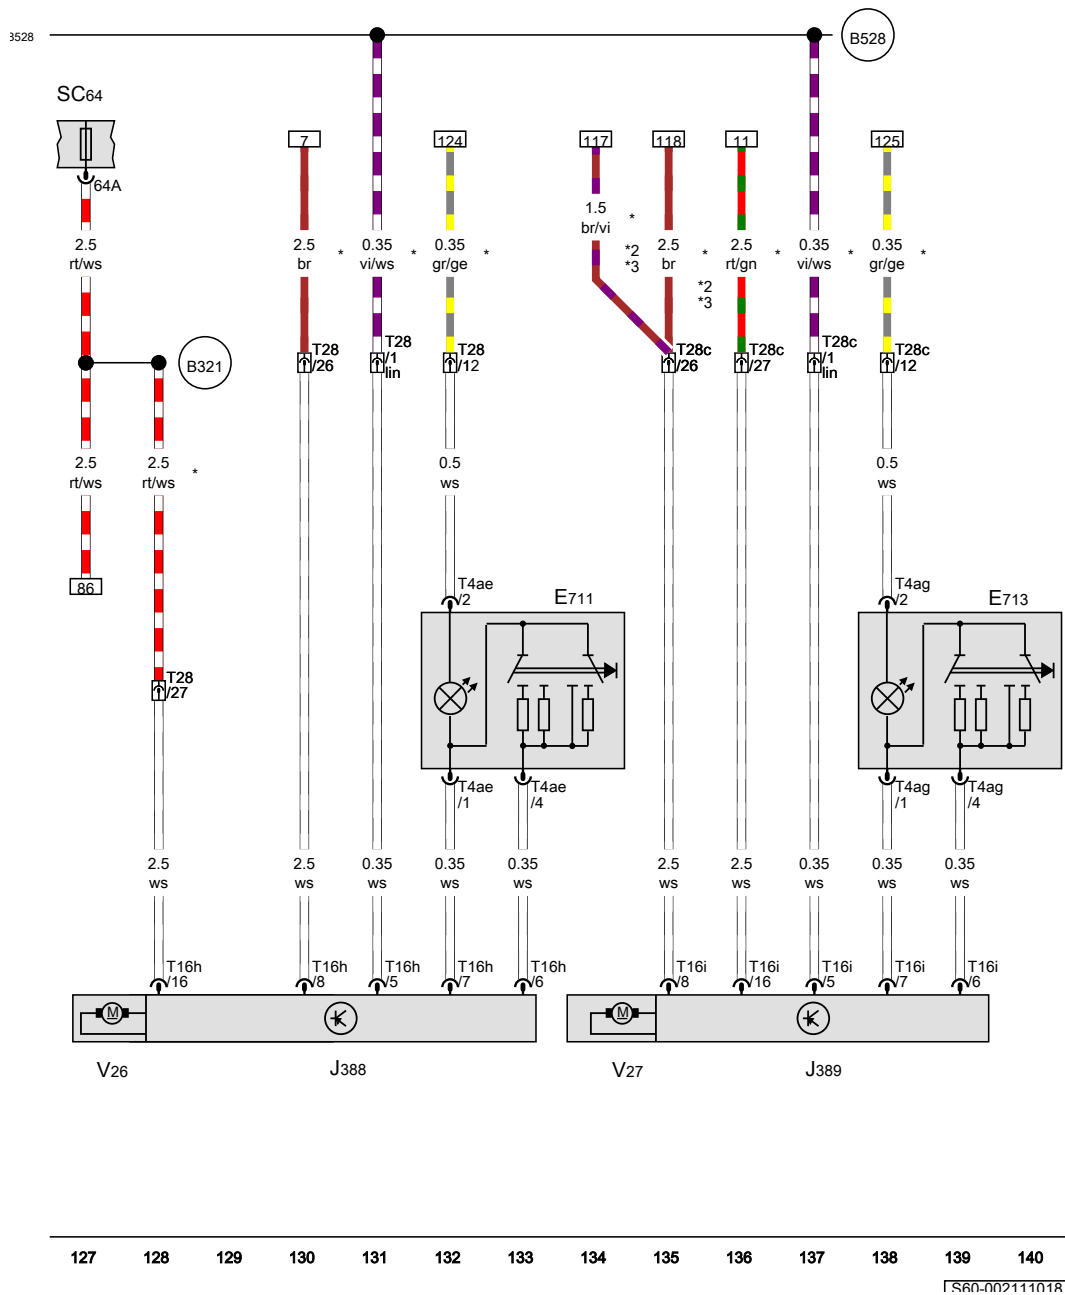 B528
B528
SC64
7
124
117
118
11
125
64A
1.5
br/vi
*
2.5
rt/ws
2.5
br
*
0.35
vi/ws
*
0.35
gr/ge
*
*2
*3
2.5
br
*
2.5
rt/gn
*
0.35
vi/ws
*
0.35
gr/ge
*
*2
*3
B321
T28
/26
T28
/1
lin
T28
/12
T28c
/26
T28c
/27
T28c
/1
lin
T28c
/12
2.5
rt/ws
2.5
rt/ws
*
0.5
ws
0.5
ws
86
T4ae
/2
E711
T4ag
/2
E713
T28
/27
T4ae
/1
T4ae
/4
T4ag
/1
T4ag
/4
2.5
ws
2.5
ws
0.35
ws
0.35
ws
0.35
ws
2.5
ws
2.5
ws
0.35
ws
0.35
ws
0.35
ws
T16h
/16
T16h
/8
T16h
/5
T16h
/7
T16h
/6
T16i
/8
T16i
/16
T16i
/5
T16i
/7
T16i
/6
M
M
V26
J388
V27
J389
127 128 129 130 131 132 133 134 135 136 137 138 139 140
S60-002111018